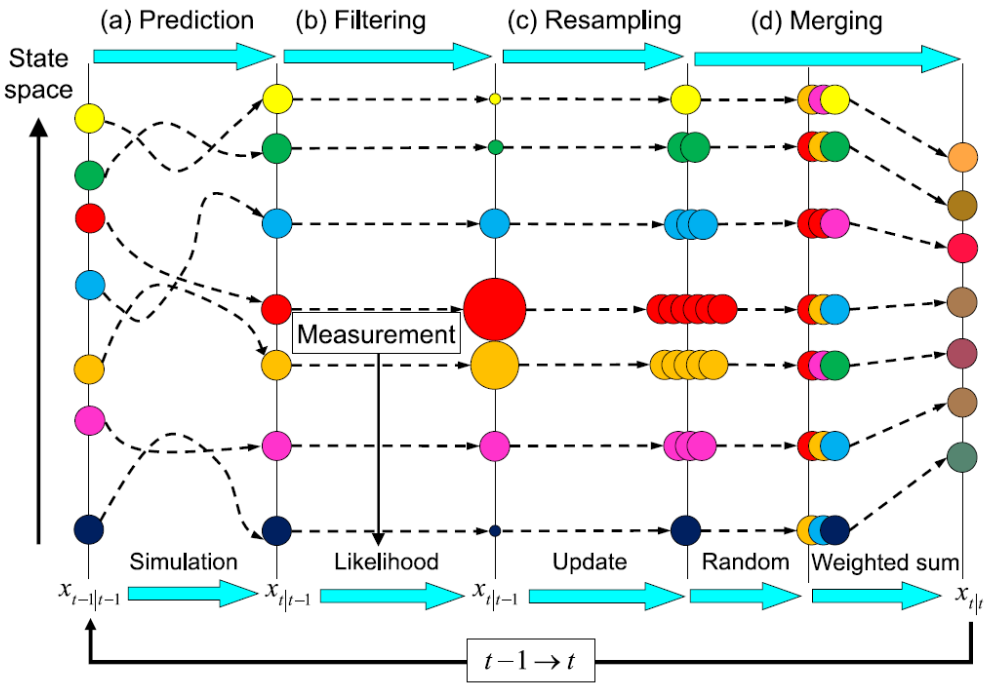 (a) Prediction
(b) Filtering
(c) Resampling
(d) Merging
State
space
Measurement
Simulation
Likelihood
Update
Random
Weighted sum
x_{t-1|t-1}
x_{t|t-1}
x_{t|t-1}
x_{t|t}
t−1 → t